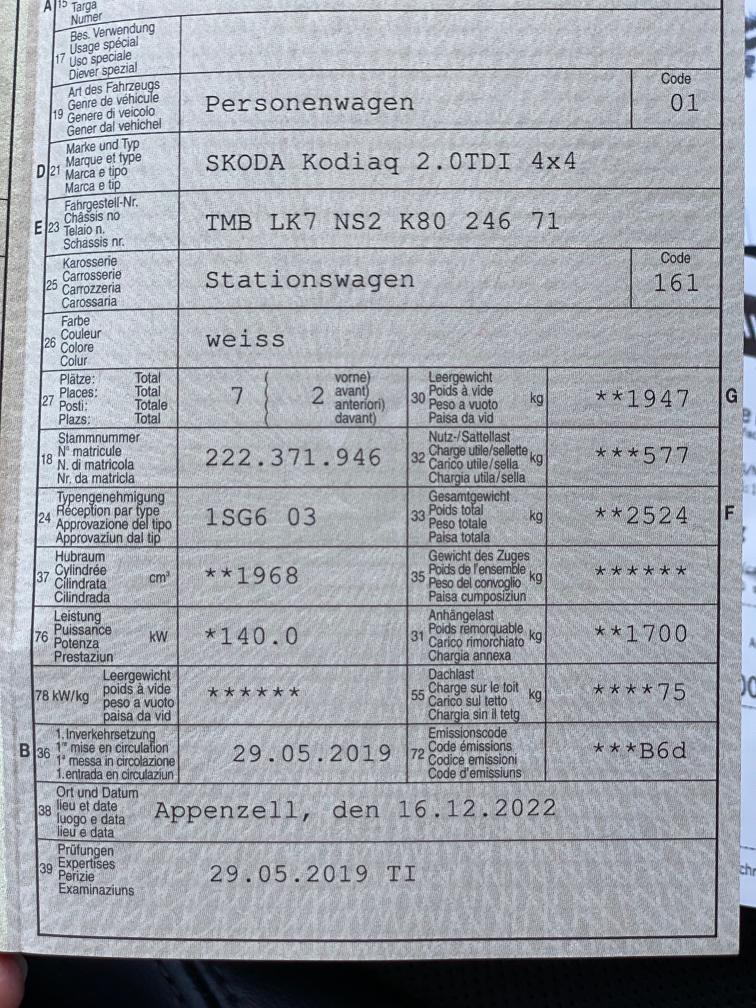 A 15 Targa
Numer
Bes. Verwendung
Usage spécial
17 Uso speciale
Diever spezial
Art des Fahrzeugs
Genre de véhicule
19 Genere di veicolo
Gener dal vehichel
Personenwagen
Code
01
Marke und Typ
Marque et type
D 21 Marca e tipo
Marca e tip
SKODA Kodiaq 2.0TDI 4x4
Fahrgestell-Nr.
Châssis no
E 23 Telaio n.
Schassis nr.
TMB LK7 NS2 K80 246 71
Karosserie
Carrosserie
25 Carrozzeria
Carossaria
Stationswagen
Code
161
Farbe
26 Couleur
Colore
Colur
weiss
Plätze: Total
27 Places: Total
Posti: Totale
Plazs: Total
7 { 2
vorne)
avant)
anteriori)
davant)
Leergewicht
30 Poids à vide kg
Peso a vuoto
Paisa da vid
**1947
G
Stammnummer
18 N° matricule
N. di matricola
Nr. da matricla
222.371.946
Nutz-/Sattellast
32 Charge utile/sellette kg
Carico utile/sella
Chargia utila/sella
***577
Typengenehmigung
24 Réception par type
Approvazione del tipo
Approvaziun dal tip
1SG6 03
Gesamtgewicht
33 Poids total kg
Peso totale
Paisa totala
**2524
F
Hubraum
37 Cylindrée cm³
Cilindrata
Cilindrada
**1968
Gewicht des Zuges
35 Poids de l'ensemble kg
Peso del convoglio
Paisa cumposiziun
******
Leistung
76 Puissance kW
Potenza
Prestaziun
*140.0
Anhängelast
31 Poids remorquable kg
Carico rimorchiato
Chargia annexa
**1700
Leergewicht
78 kW/kg poids à vide
peso a vuoto
paisa da vid
******
Dachlast
55 Charge sur le toit kg
Carico sul tetto
Chargia sin il tetg
****75
1. Inverkehrsetzung
B 36 1re mise en circulation
1a messa in circolazione
1. entrada en circulaziun
29.05.2019
Emissionscode
72 Code émissions
Codice emissioni
Code d'emissiuns
***B6d
Ort und Datum
38 lieu et date
luogo e data
lieu e data
Appenzell, den 16.12.2022
Prüfungen
39 Expertises
Perizie
Examinaziuns
29.05.2019 TI